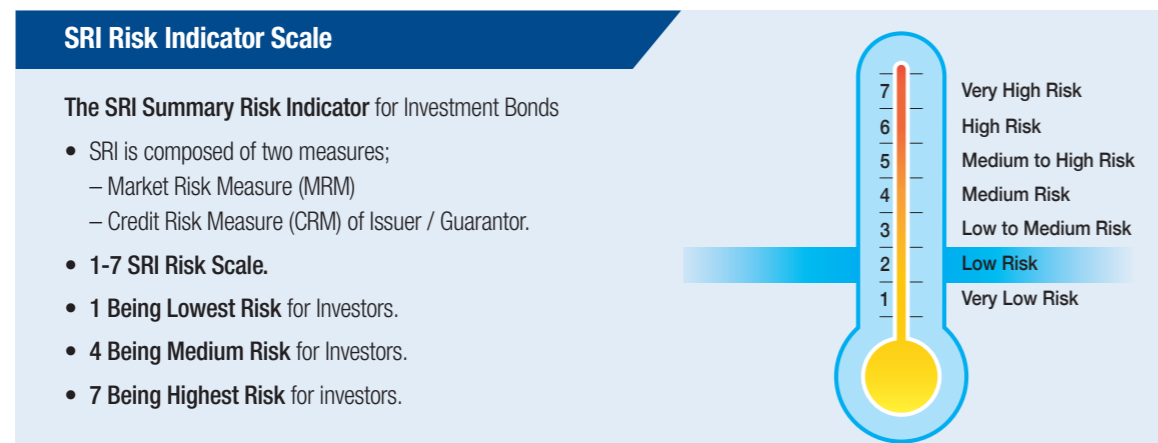 SRI Risk Indicator Scale
The SRI Summary Risk Indicator for Investment Bonds
• SRI is composed of two measures;
– Market Risk Measure (MRM)
– Credit Risk Measure (CRM) of Issuer / Guarantor.
• 1-7 SRI Risk Scale.
• 1 Being Lowest Risk for Investors.
• 4 Being Medium Risk for Investors.
• 7 Being Highest Risk for investors.
7 Very High Risk
6 High Risk
5 Medium to High Risk
4 Medium Risk
3 Low to Medium Risk
2 Low Risk
1 Very Low Risk